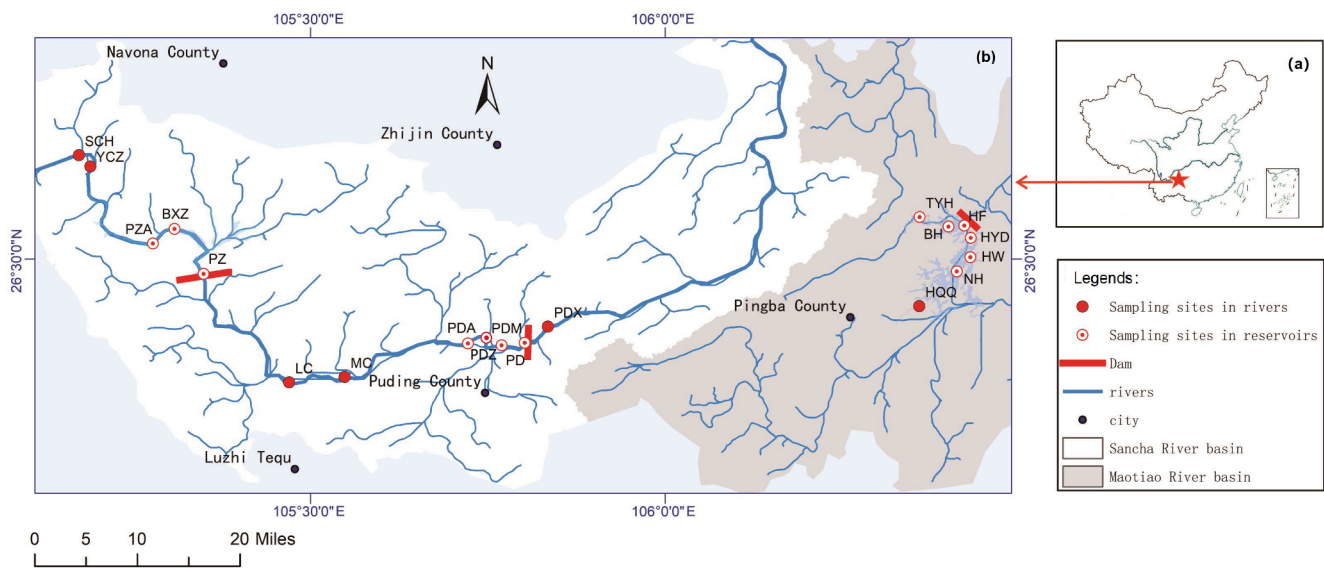 105°30'0"E
106°0'0"E
Navona County
(b)
(a)
N
Zhijin County
SCH
YCZ
BXZ
PZA
PZ
TYH
HF
BH
HYD
HW
NH
HQQ
26°30'0"N
26°30'0"N
Pingba County
PDX
PDA
PDM
PDZ
PD
LC
MC
Puding County
Luzhi Tequ
Legends:
Sampling sites in rivers
Sampling sites in reservoirs
Dam
rivers
city
Sancha River basin
Maotiao River basin
105°30'0"E
106°0'0"E
0 5 10 20 Miles